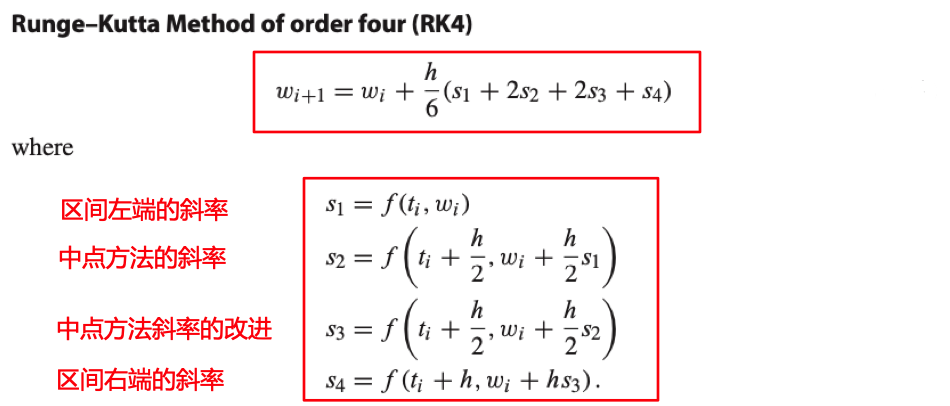 Runge–Kutta Method of order four (RK4)
w_{i+1} = w_i + \frac{h}{6}(s_1 + 2s_2 + 2s_3 + s_4)
where
区间左端的斜率 s_1 = f(t_i, w_i)
中点方法的斜率 s_2 = f\left(t_i + \frac{h}{2}, w_i + \frac{h}{2}s_1\right)
中点方法斜率的改进 s_3 = f\left(t_i + \frac{h}{2}, w_i + \frac{h}{2}s_2\right)
区间右端的斜率 s_4 = f(t_i + h, w_i + hs_3).